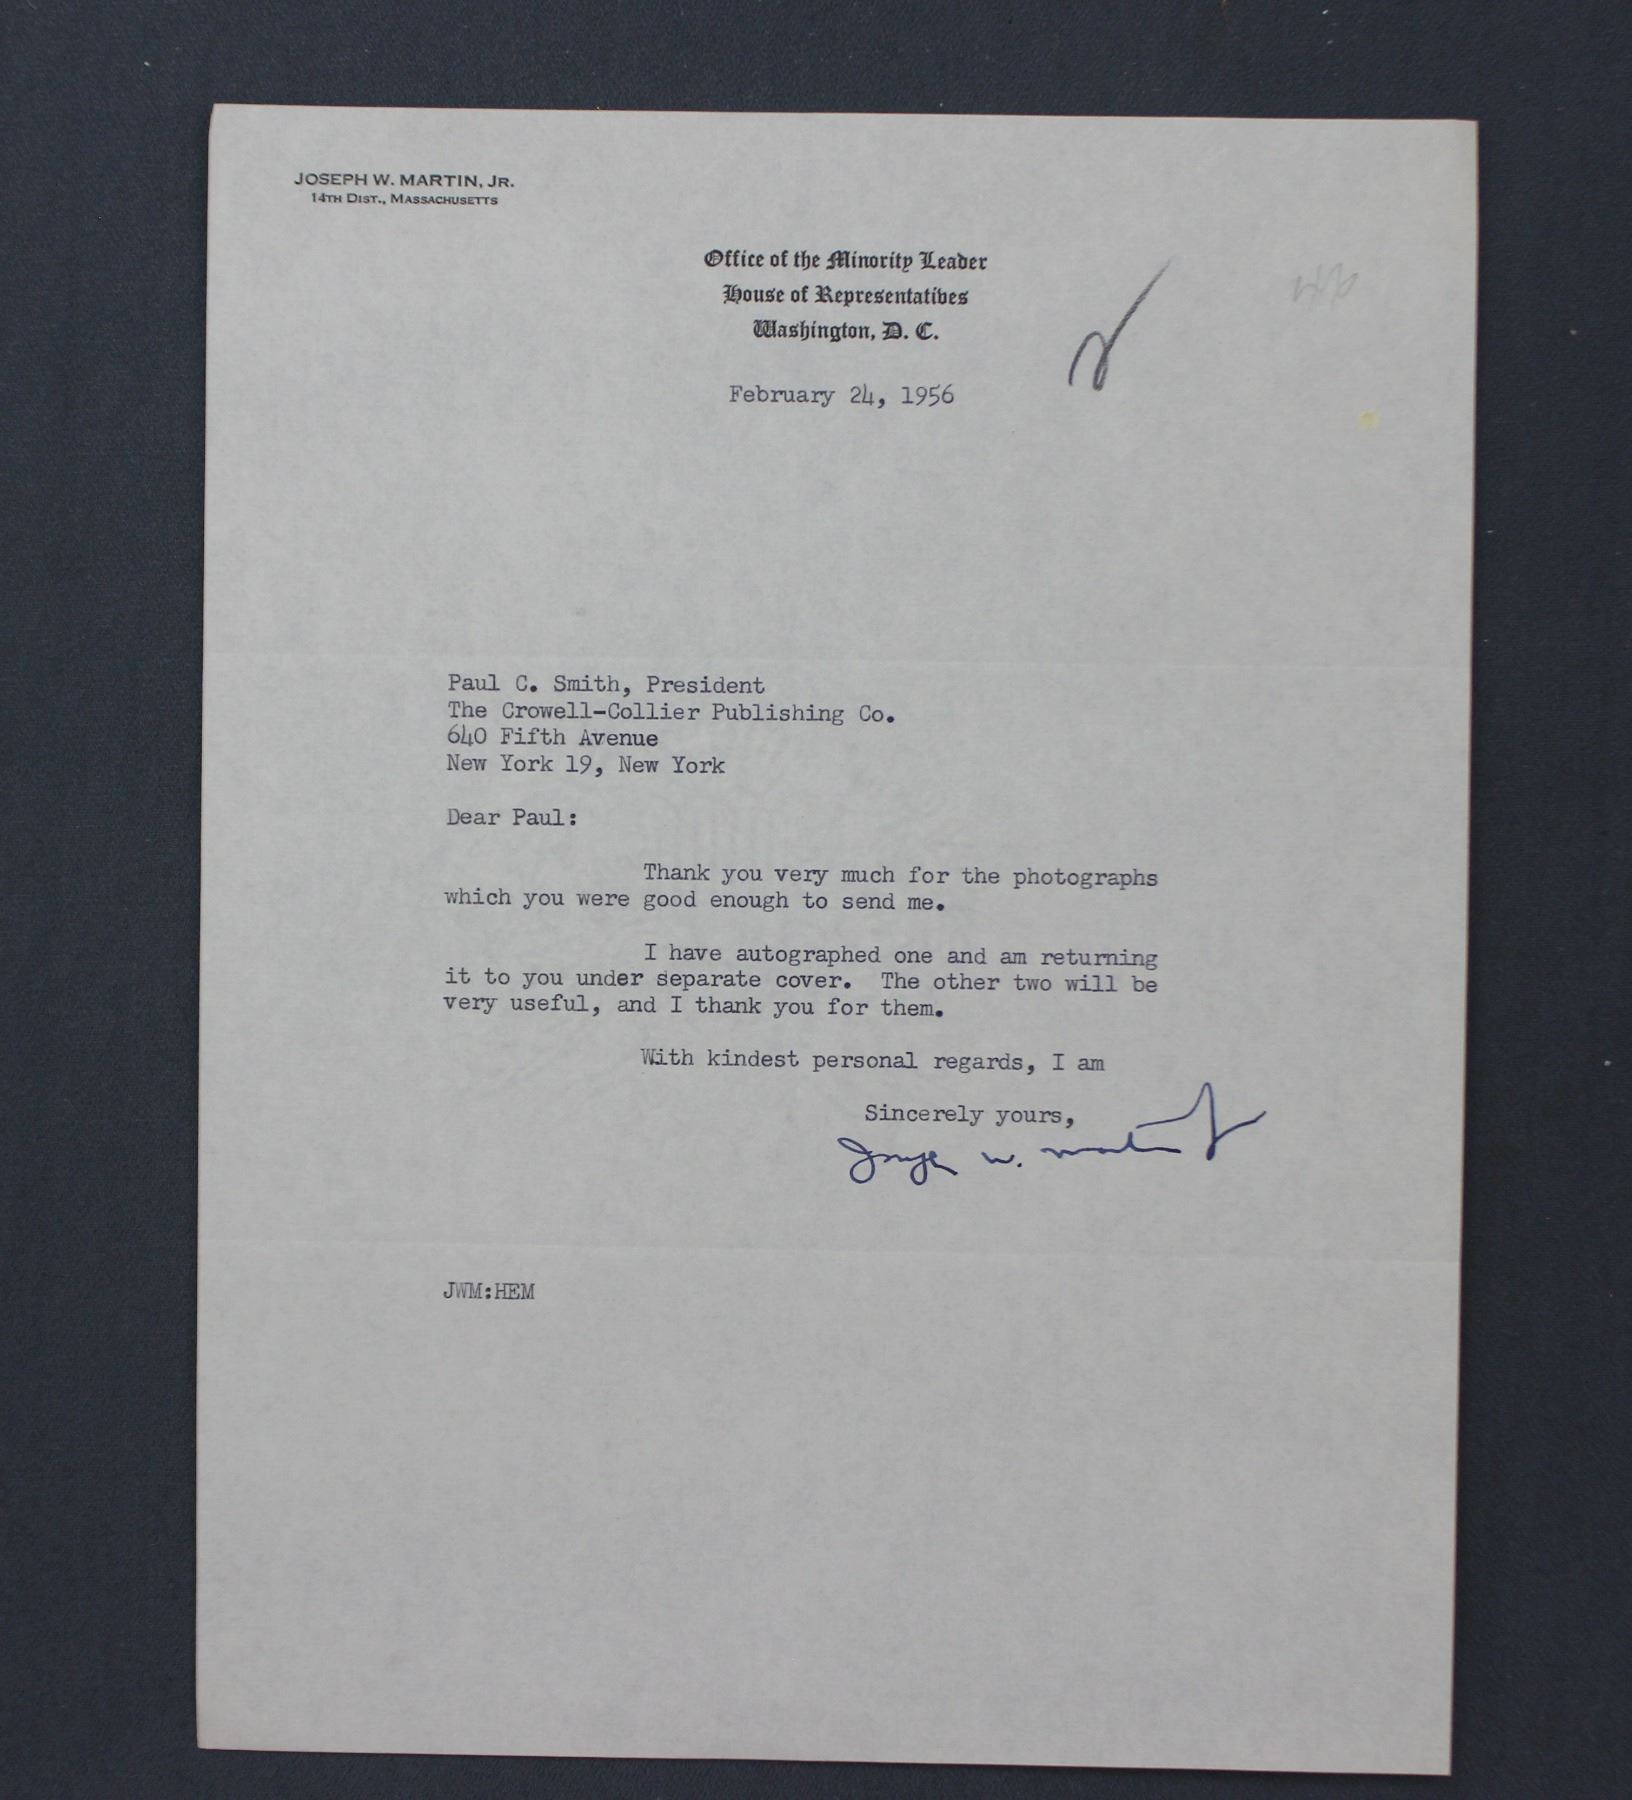 JOSEPH W. MARTIN, JR.
14TH DIST., MASSACHUSETTS
Office of the Minority Leader
House of Representatives
Washington, D. C.
February 24, 1956
Paul C. Smith, President
The Crowell-Collier Publishing Co.
640 Fifth Avenue
New York 19, New York
Dear Paul:
Thank you very much for the photographs
which you were good enough to send me.
I have autographed one and am returning
it to you under separate cover. The other two will be
very useful, and I thank you for them.
With kindest personal regards, I am
Sincerely yours,
Joseph W. Martin Jr
JWM:HEM